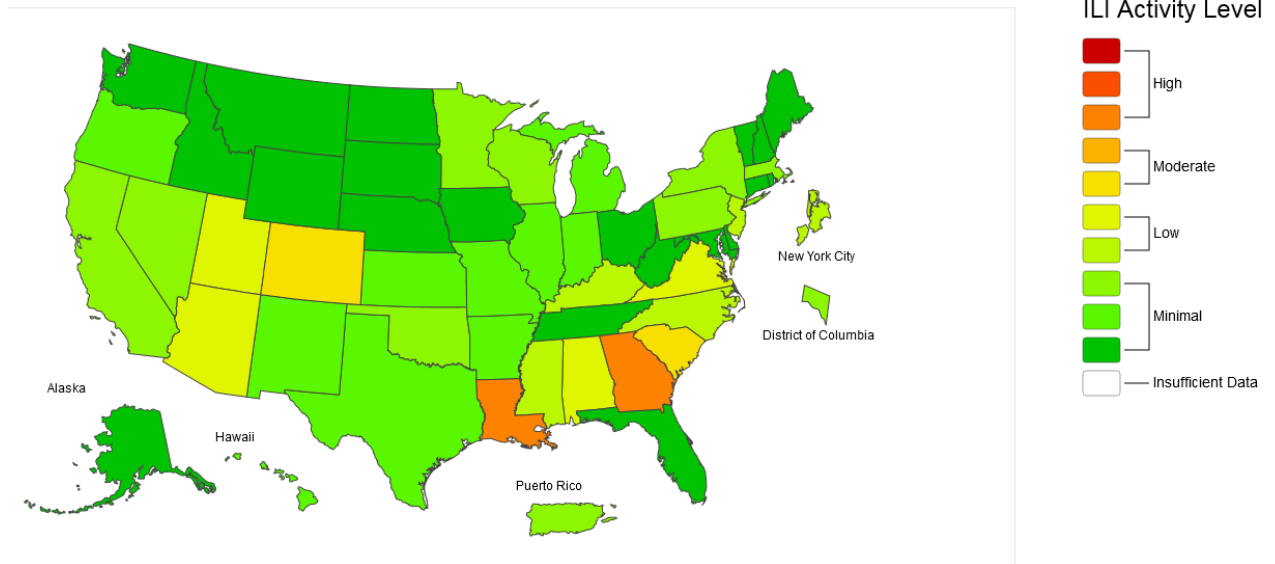 ILI Activity Level
High
Moderate
Low
Minimal
Insufficient Data
New York City
District of Columbia
Alaska
Hawaii
Puerto Rico